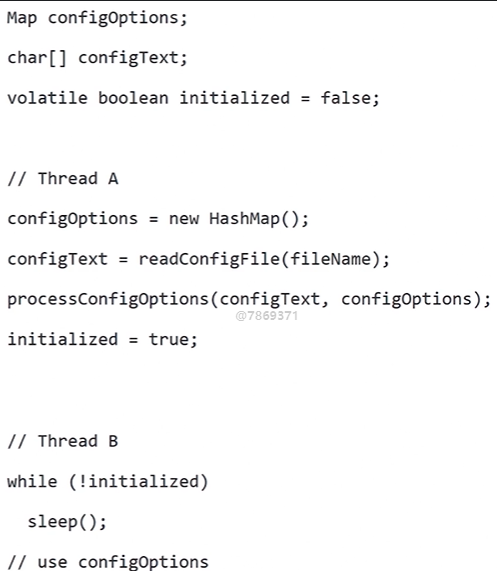 Map configOptions;
char[] configText;
volatile boolean initialized = false;
// Thread A
configOptions = new HashMap();
configText = readConfigFile(fileName);
processConfigOptions(configText, configOptions);
@7869371
initialized = true;
// Thread B
while (!initialized)
  sleep();
// use configOptions